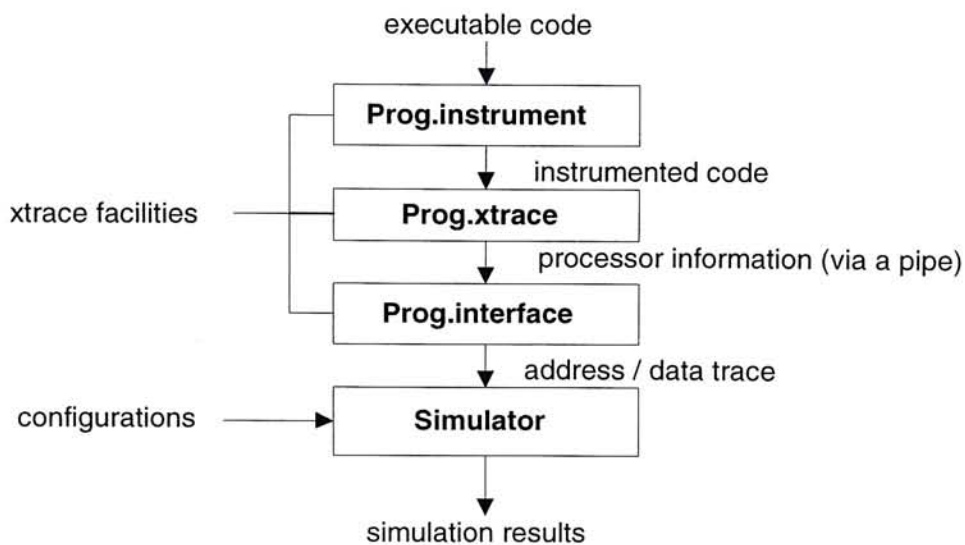 executable code
Prog.instrument
instrumented code
xtrace facilities
Prog.xtrace
processor information (via a pipe)
Prog.interface
address / data trace
configurations
Simulator
simulation results